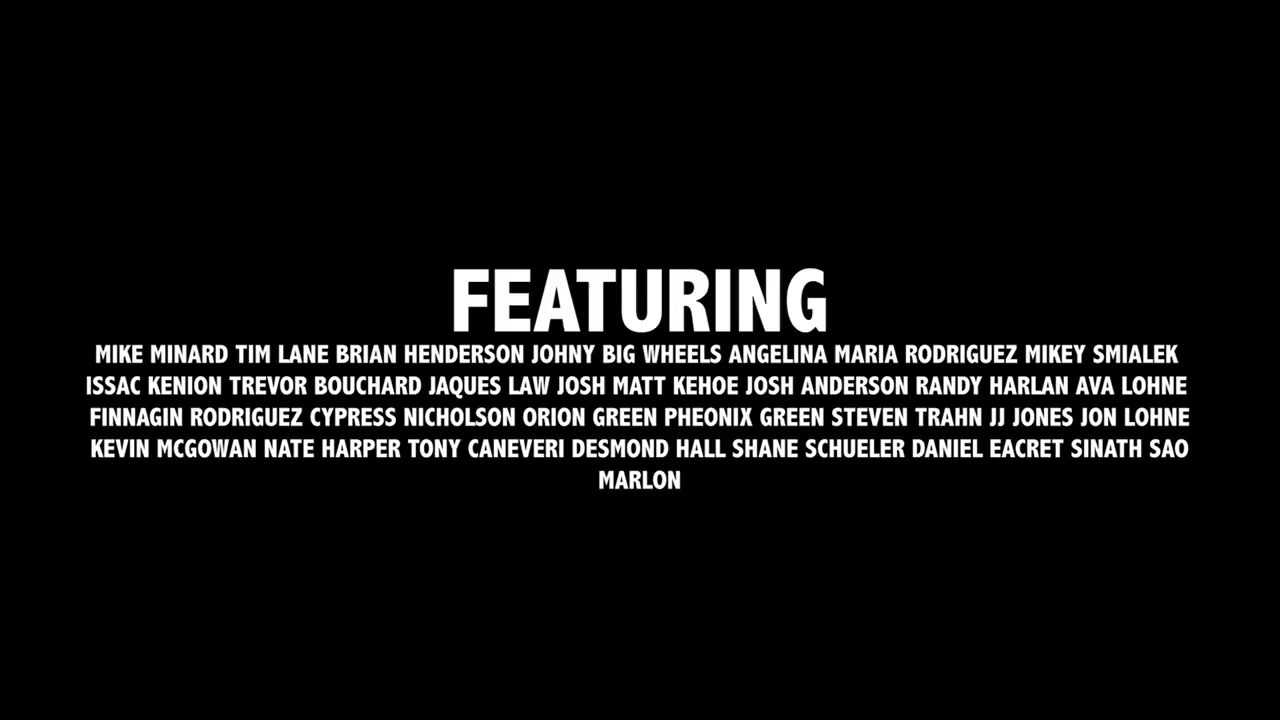 FEATURING
MIKE MINARD TIM LANE BRIAN HENDERSON JOHNY BIG WHEELS ANGELINA MARIA RODRIGUEZ MIKEY SMIALEK
ISSAC KENION TREVOR BOUCHARD JAQUES LAW JOSH MATT KEHOE JOSH ANDERSON RANDY HARLAN AVA LOHNE
FINNAGIN RODRIGUEZ CYPRESS NICHOLSON ORION GREEN PHEONIX GREEN STEVEN TRAHN JJ JONES JON LOHNE
KEVIN MCGOWAN NATE HARPER TONY CANEVERI DESMOND HALL SHANE SCHUELER DANIEL EACRET SINATH SAO
MARLON